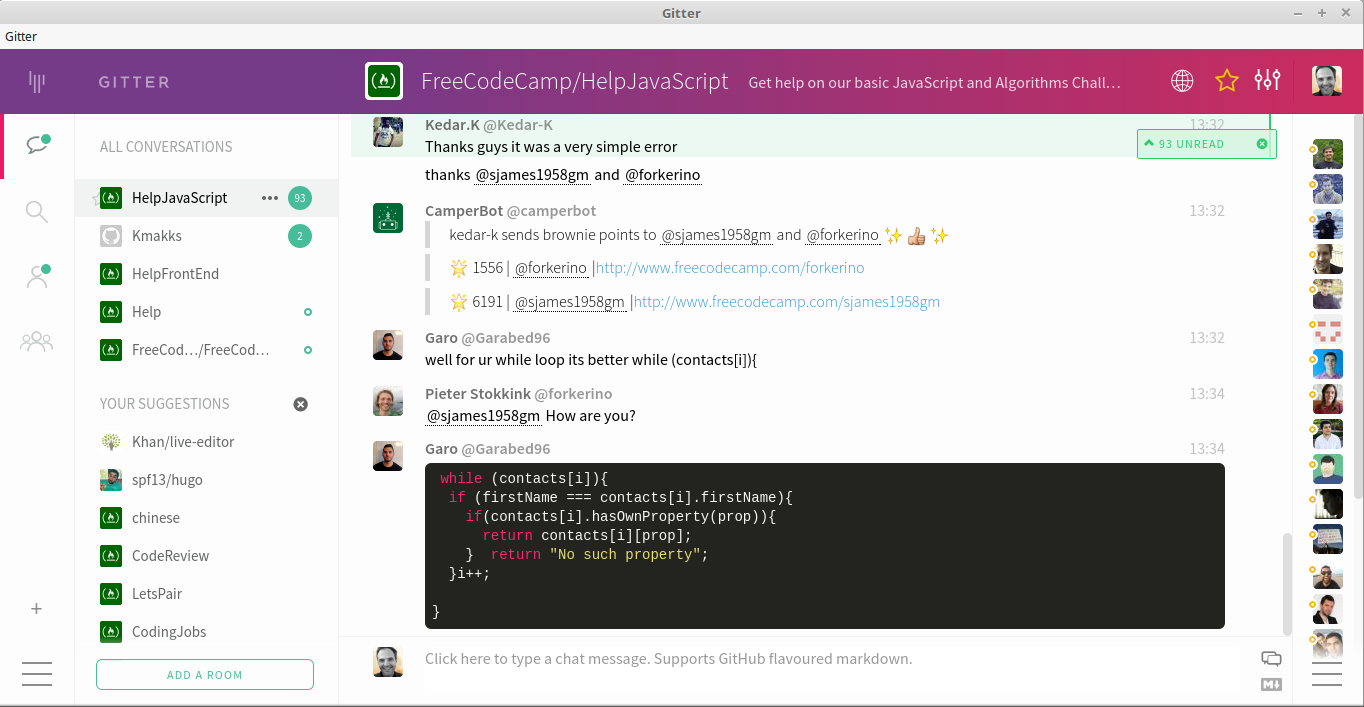 Gitter
Gitter
GITTER
FreeCodeCamp/HelpJavaScript
Get help on our basic JavaScript and Algorithms Chall…
ALL CONVERSATIONS
HelpJavaScript ••• 93
Kmakks 2
HelpFrontEnd
Help
FreeCod…/FreeCod…
YOUR SUGGESTIONS
Khan/live-editor
spf13/hugo
chinese
CodeReview
LetsPair
CodingJobs
ADD A ROOM
Kedar.K @Kedar-K 13:32
93 UNREAD
Thanks guys it was a very simple error
thanks @sjames1958gm and @forkerino
CamperBot @camperbot 13:32
kedar-k sends brownie points to @sjames1958gm and @forkerino ✨ 👍 ✨
🌟 1556 | @forkerino |http://www.freecodecamp.com/forkerino
🌟 6191 | @sjames1958gm |http://www.freecodecamp.com/sjames1958gm
Garo @Garabed96 13:32
well for ur while loop its better while (contacts[i]){
Pieter Stokkink @forkerino 13:34
@sjames1958gm How are you?
Garo @Garabed96 13:34
while (contacts[i]){
if (firstName === contacts[i].firstName){
if(contacts[i].hasOwnProperty(prop)){
return contacts[i][prop];
} return "No such property";
}i++;
}
Click here to type a chat message. Supports GitHub flavoured markdown.
M↓